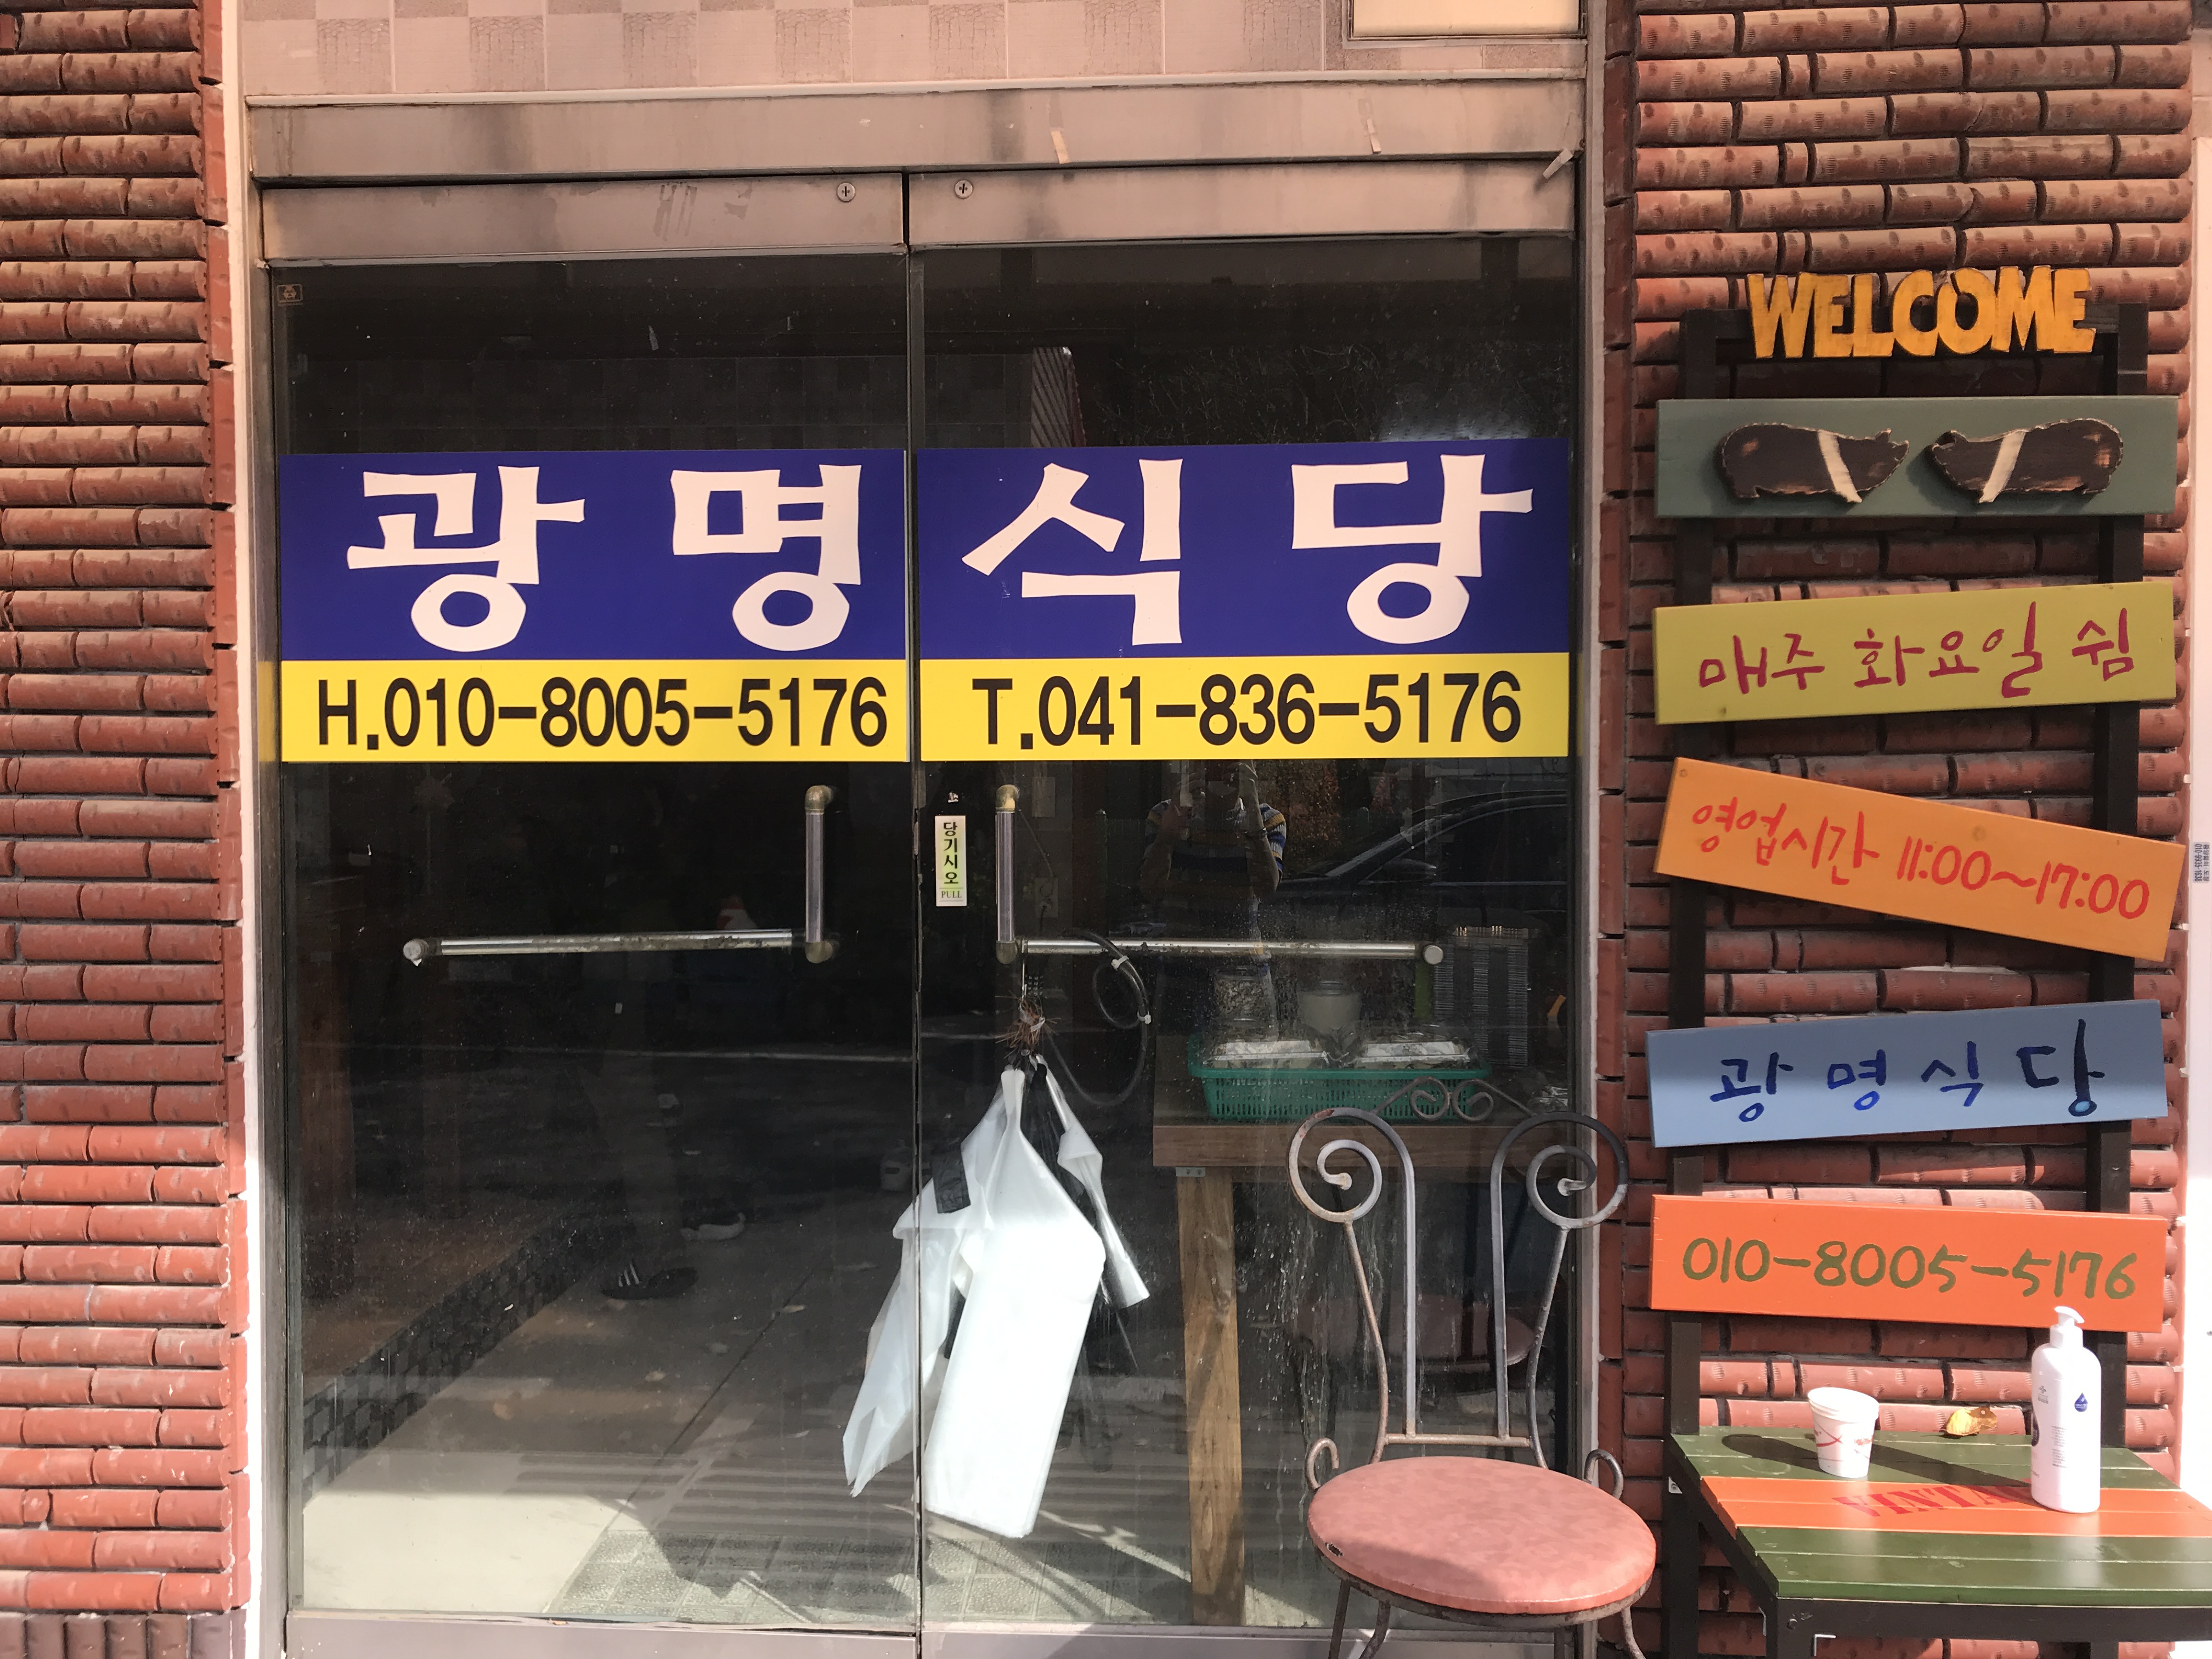 광명식당
H.010-8005-5176 T.041-836-5176
당기시오
PULL
WELCOME
매주 화요일 쉼
영업시간 11:00~17:00
광명식당
010-8005-5176